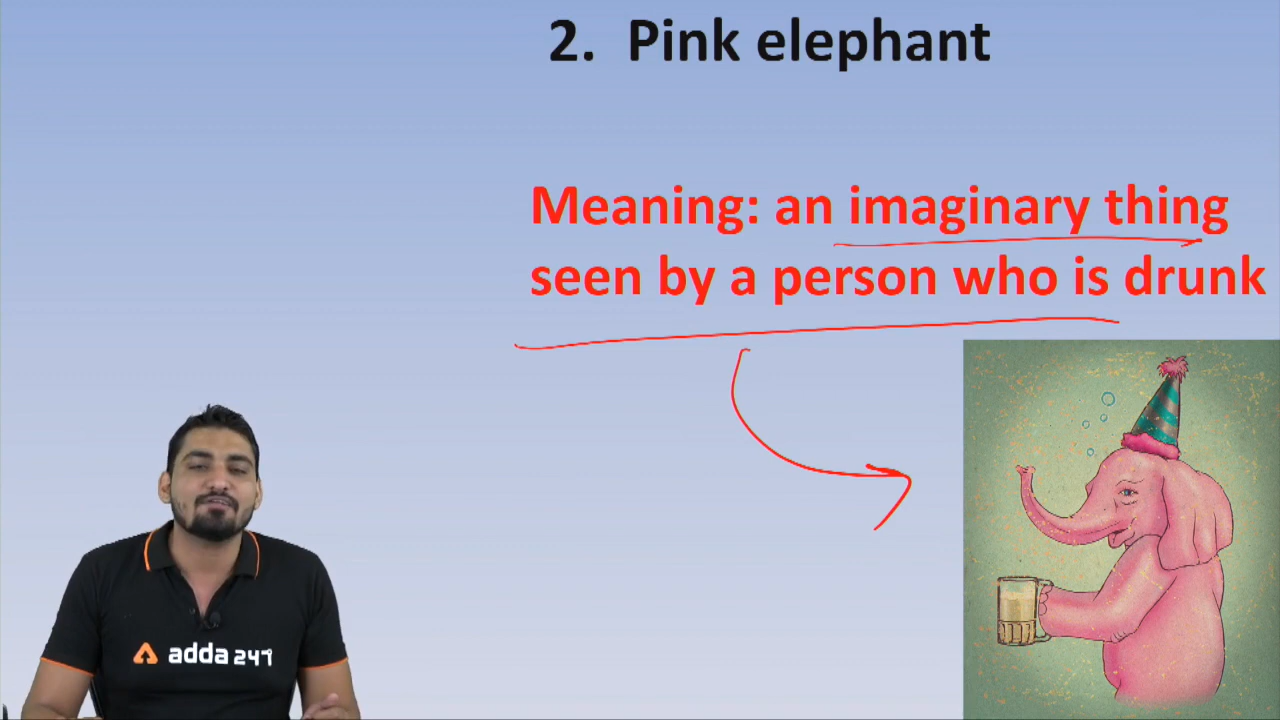 2. Pink elephant
Meaning: an imaginary thing
seen by a person who is drunk
adda 247